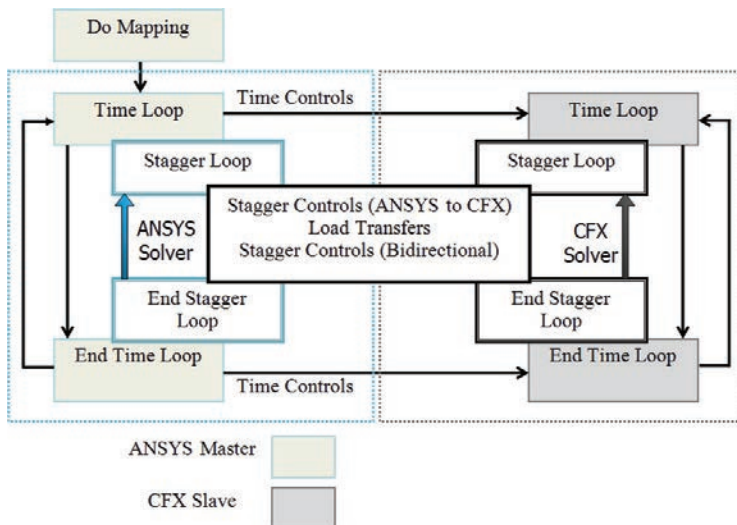 Do Mapping
Time Loop
Time Controls
Time Loop
Stagger Loop
Stagger Loop
Stagger Controls (ANSYS to CFX)
Load Transfers
Stagger Controls (Bidirectional)
ANSYS
Solver
CFX
Solver
End Stagger
Loop
End Stagger
Loop
End Time Loop
Time Controls
End Time Loop
ANSYS Master
CFX Slave